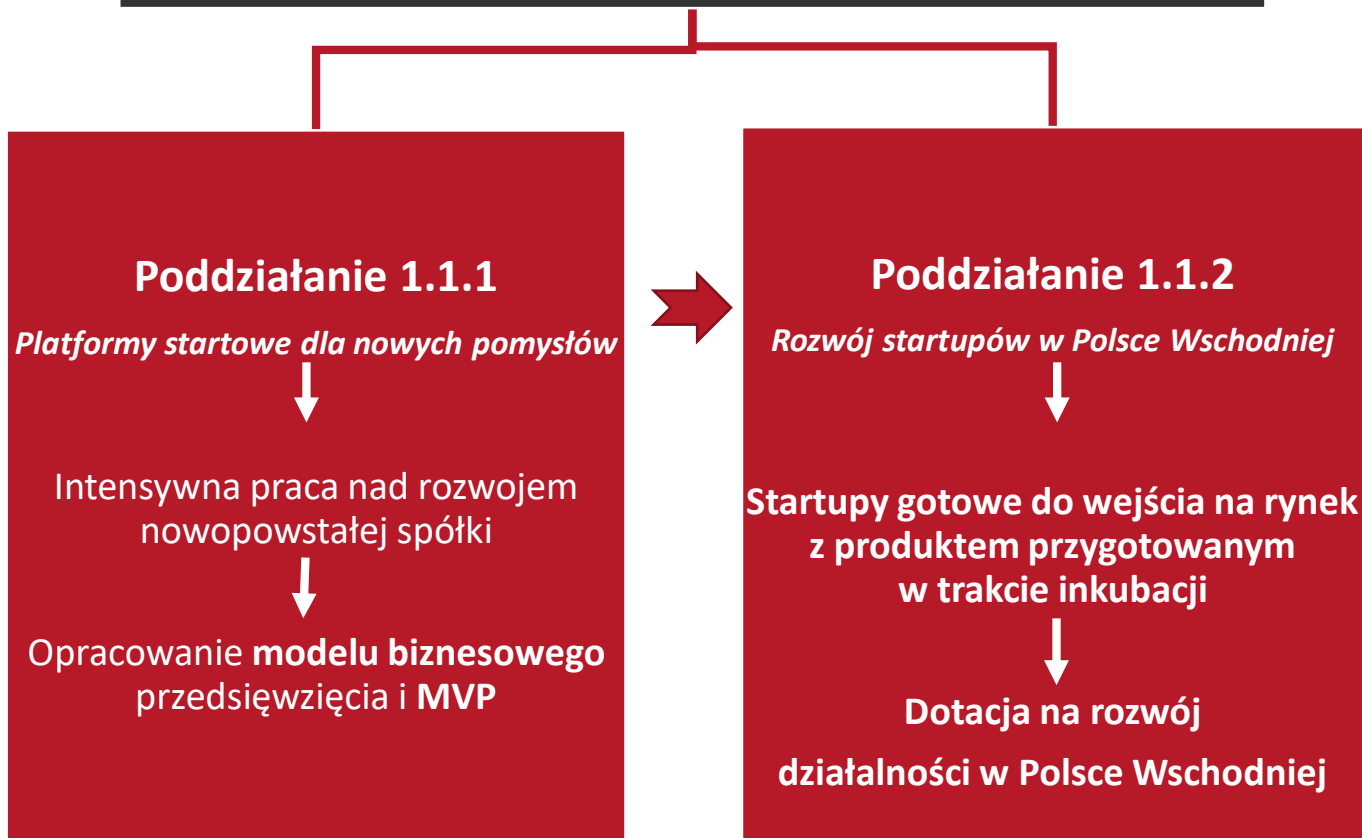 Poddziałanie 1.1.1
Platformy startowe dla nowych pomysłów
Intensywna praca nad rozwojem
nowopowstałej spółki
Opracowanie modelu biznesowego
przedsięwzięcia i MVP
Poddziałanie 1.1.2
Rozwój startupów w Polsce Wschodniej
Startupy gotowe do wejścia na rynek
z produktem przygotowanym
w trakcie inkubacji
Dotacja na rozwój
działalności w Polsce Wschodniej